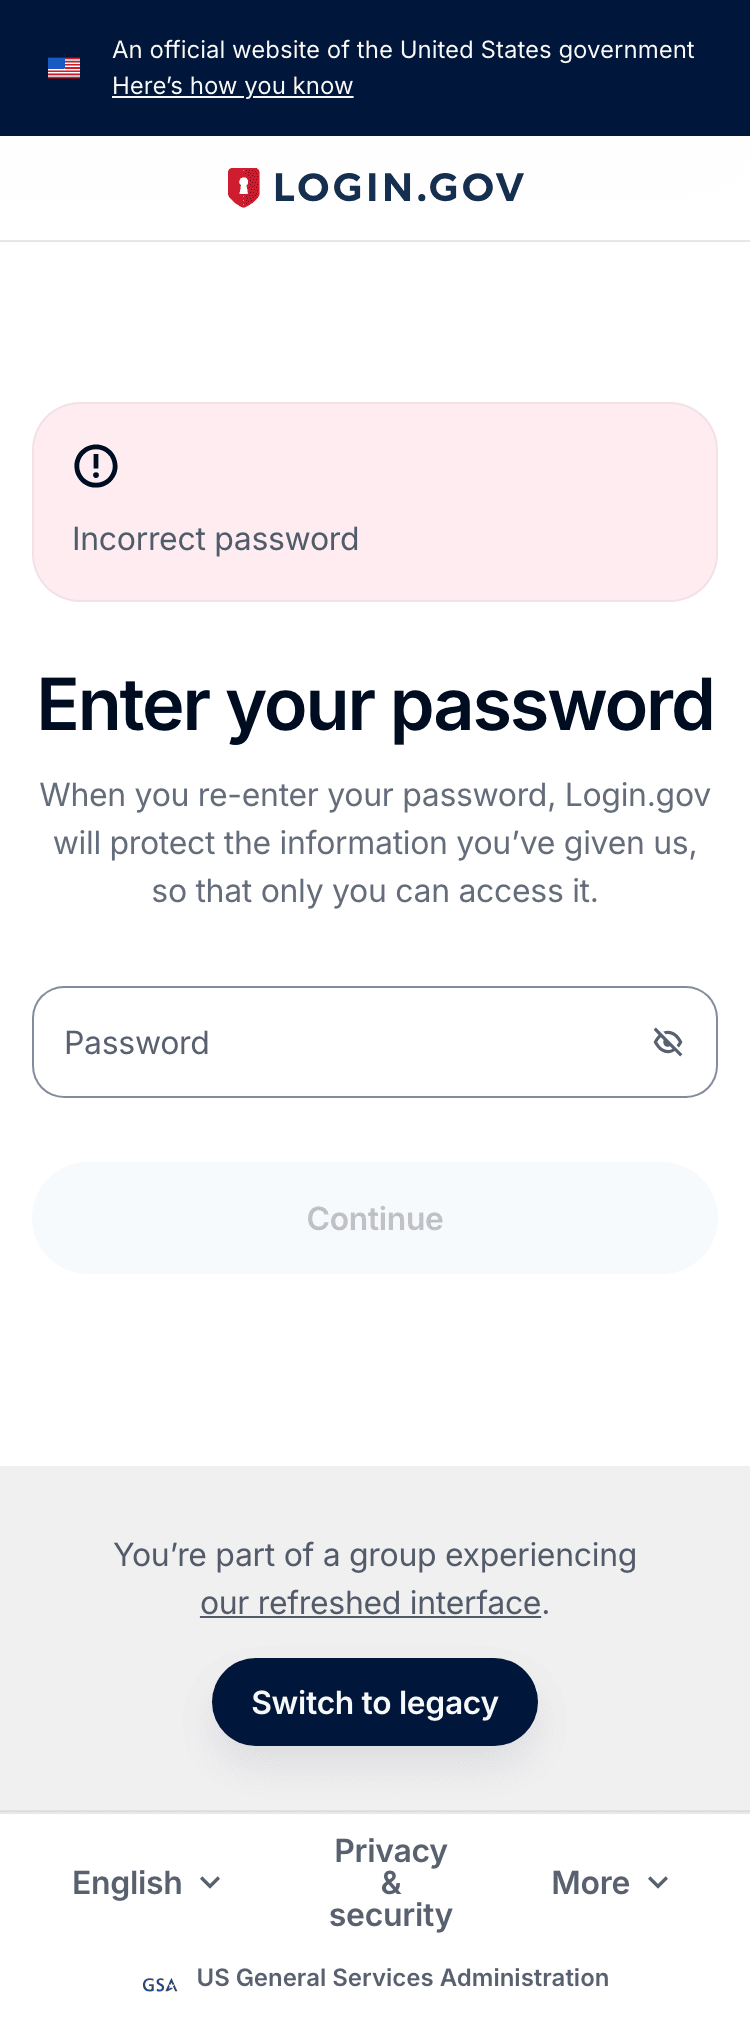 An official website of the United States government
Here’s how you know
LOGIN.GOV
Incorrect password
Enter your password
When you re-enter your password, Login.gov
will protect the information you’ve given us,
so that only you can access it.
Password
Continue
You’re part of a group experiencing
our refreshed interface.
Switch to legacy
English
Privacy
&
security
More
GSA
US General Services Administration